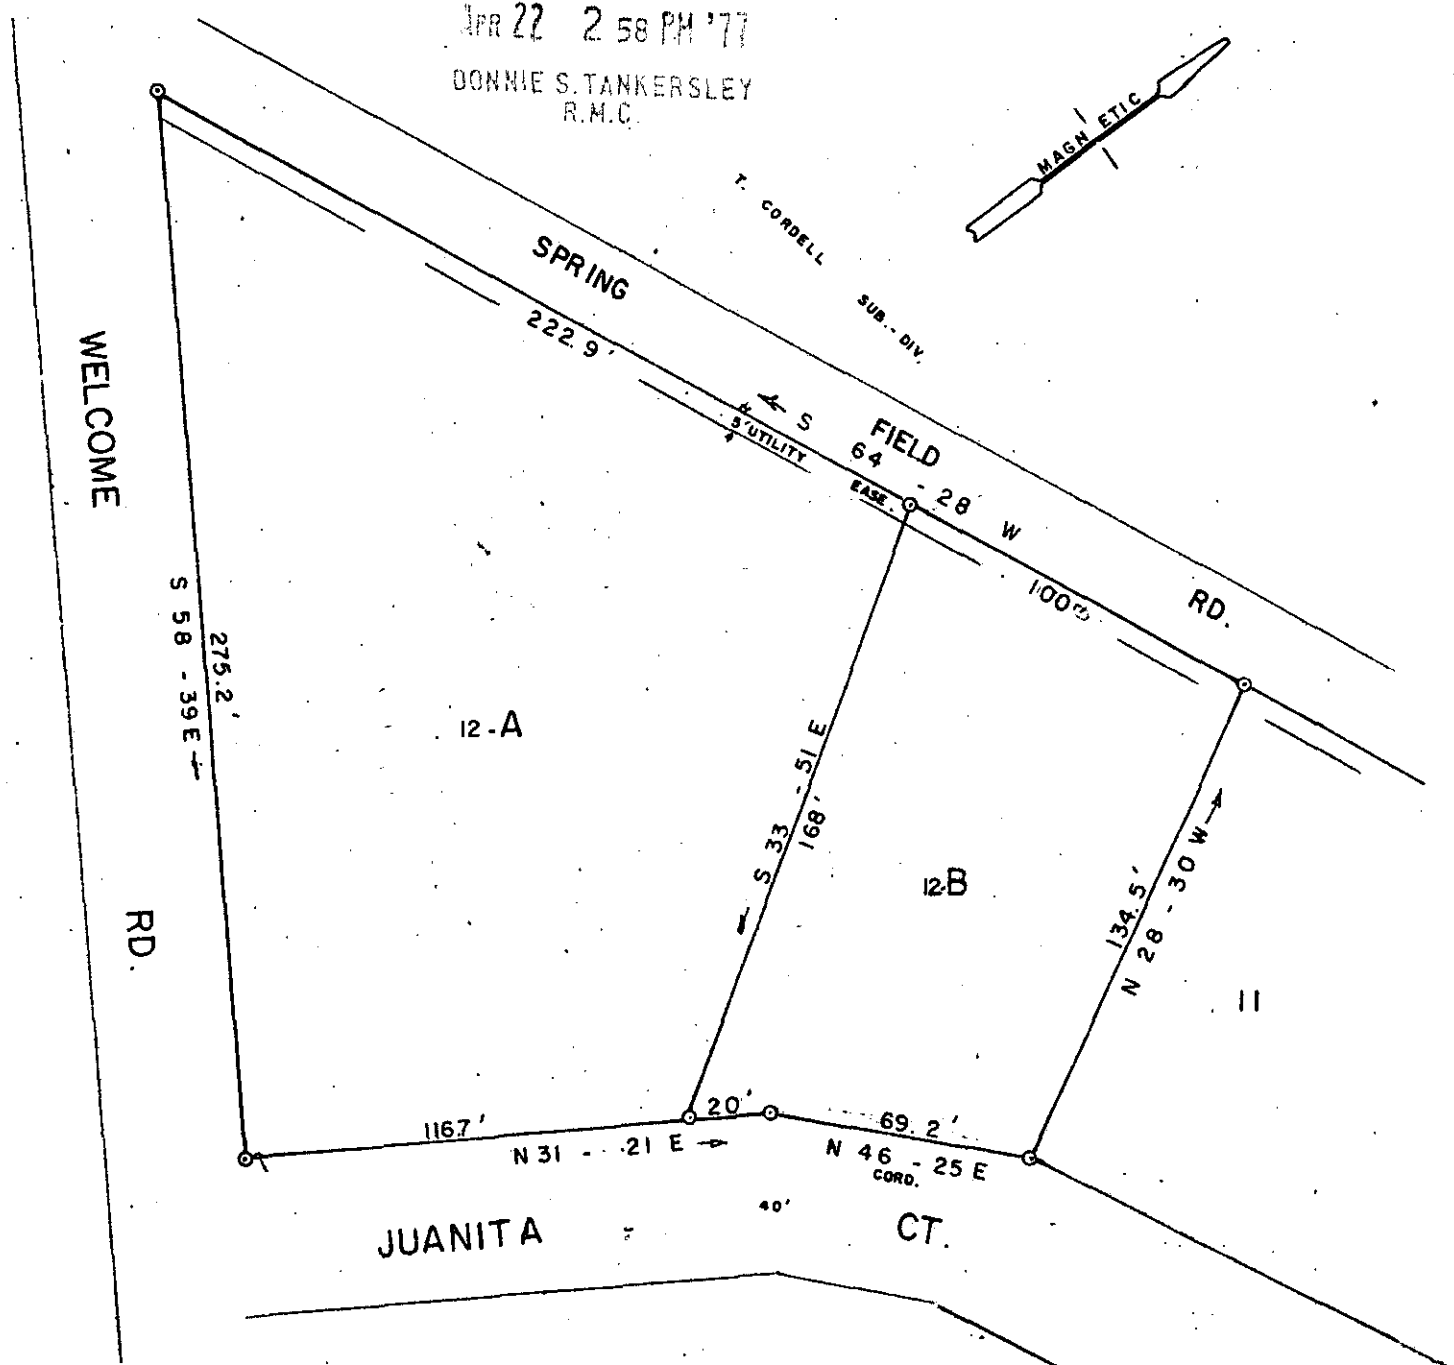 APR 22 2 58 PM '77
DONNIE S. TANKERSLEY
R.M.C.
MAGNETIC
T. CORDELL SUB.-DIV.
SPRING FIELD RD.
222.9'
S 64 - 28 W
5' UTILITY EASE.
100
WELCOME RD.
S 58 - 39 E
275.2'
12-A
S 33 - 51 E
168'
12-B
134.5'
N 28 - 30 W
11
116.7'
20'
69.2'
N 31 - 21 E
N 46 - 25 E
CORD.
40'
JUANITA CT.